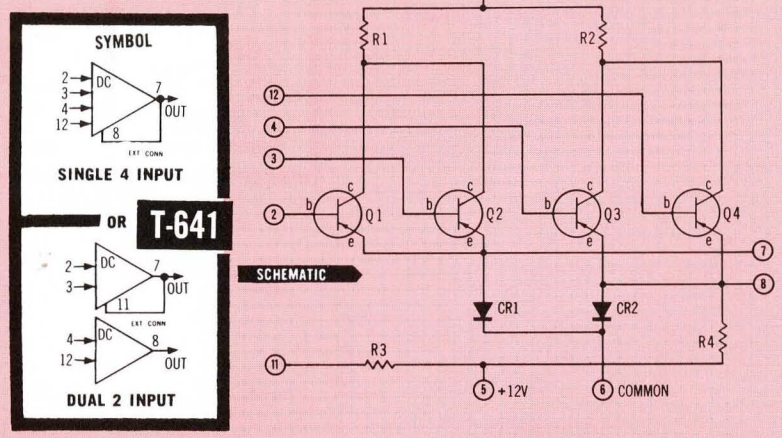 SYMBOL
2 DC 7
3
4 OUT
12 8
EXT CONN
SINGLE 4 INPUT
OR T-641
2 DC 7
3 OUT
11
EXT CONN
4 DC 8
12 OUT
DUAL 2 INPUT
SCHEMATIC
R1 R2
12
4
3
c c c c
2 b Q1 b Q2 b Q3 b Q4
e e e e
7
8
CR1 CR2
R4
11 R3
5 +12V 6 COMMON